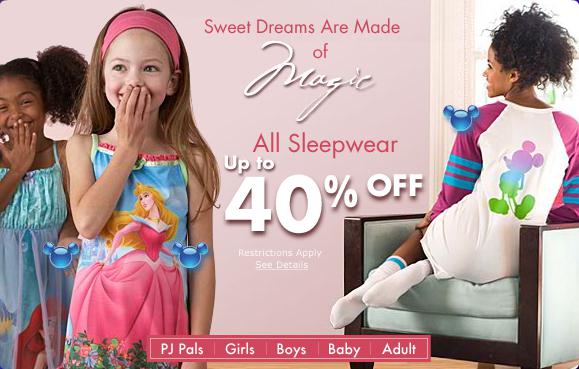 Sweet Dreams Are Made
of
Magic
All Sleepwear
Up to
40% OFF
Restrictions Apply
See Details
PJ Pals | Girls | Boys | Baby | Adult